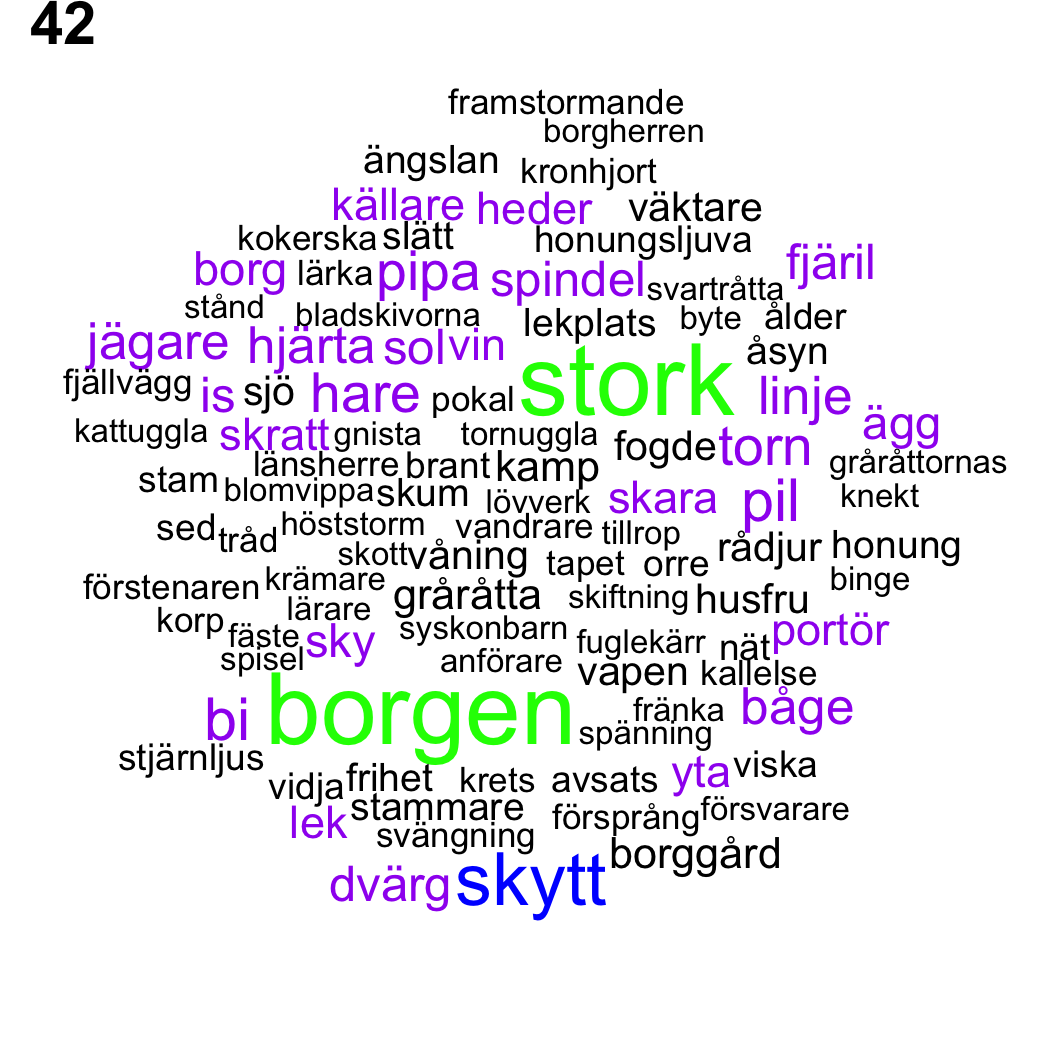 42
framstormande
borgherren
ängslan kronhjort
källare heder väktare
kokerska slätt honungsljuva
borg lärka pipa spindel svartråtta fjäril
stånd bladskivorna lekplats byte ålder
jägare hjärta sol vin stork åsyn
fjällvägg is sjö hare pokal linje ägg
kattuggla skratt gnista tornuggla fogde torn gråråttornas
stam länsherre brant kamp
blomvippa skum lövverk skara pil knekt
sed tråd höststorm vandrare tillrop
skott våning tapet orre rådjur honung
förstenaren krämare gråråtta skiftning husfru binge
korp lärare
fäste sky syskonbarn fuglekärr nät portör
spisel anförare vapen kallelse
bi borgen fränka båge
spänning
stjärnljus vidja frihet krets avsats yta viska
lek stammare försprång försvarare
svängning borggård
dvärg skytt